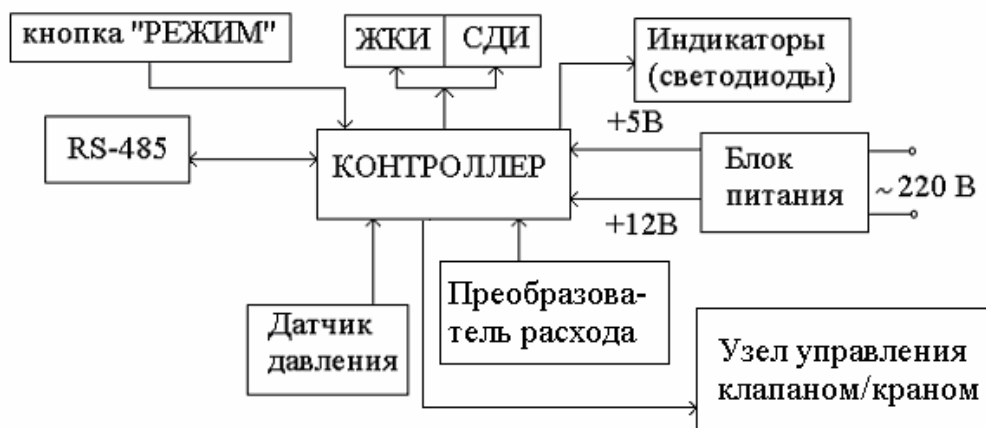 кнопка "РЕЖИМ"
ЖКИ СДИ
Индикаторы
(светодиоды)
RS-485
КОНТРОЛЛЕР
+5В
+12В
Блок
питания
~220 В
Датчик
давления
Преобразова-
тель расхода
Узел управления
клапаном/краном